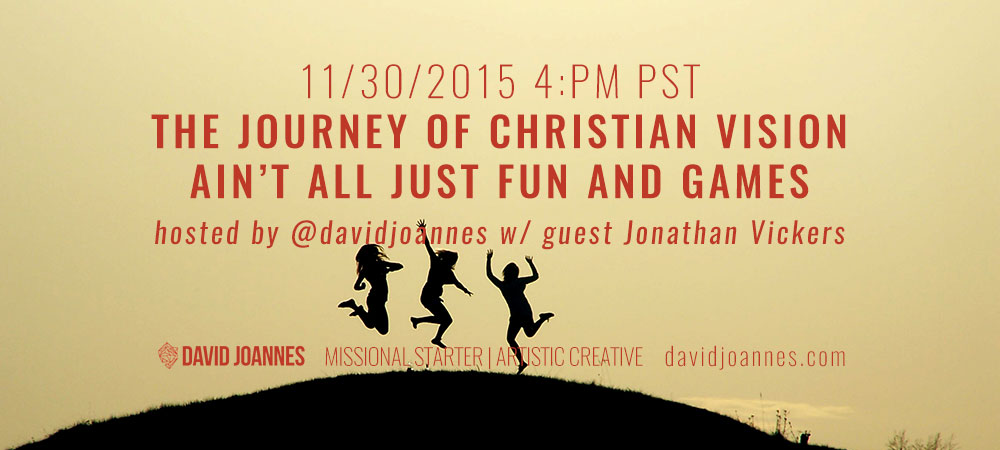 11/30/2015 4:PM PST
THE JOURNEY OF CHRISTIAN VISION
AIN'T ALL JUST FUN AND GAMES
hosted by @davidjoannes w/ guest Jonathan Vickers
DAVID JOANNES MISSIONAL STARTER | ARTISTIC CREATIVE davidjoannes.com